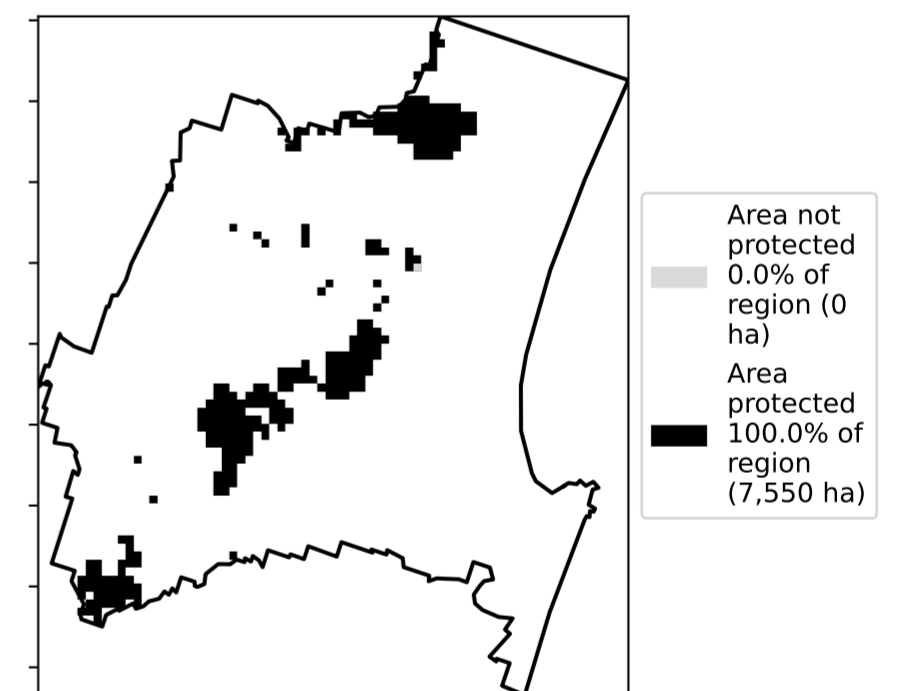 Area not
protected
0.0% of
region (0
ha)
Area
protected
100.0% of
region
(7,550 ha)